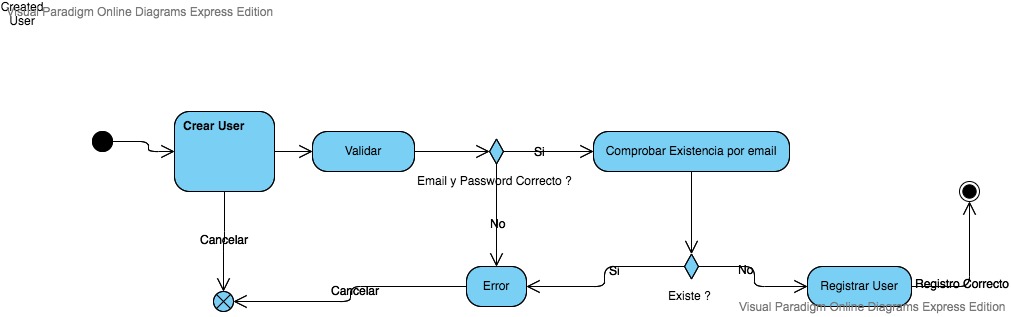 Created
User
Visual Paradigm Online Diagrams Express Edition
Crear User
Validar
Si
Comprobar Existencia por email
Email y Password Correcto ?
No
Cancelar
Si
No
Cancelar
Error
Existe ?
Registrar User
Registro Correcto
Visual Paradigm Online Diagrams Express Edition